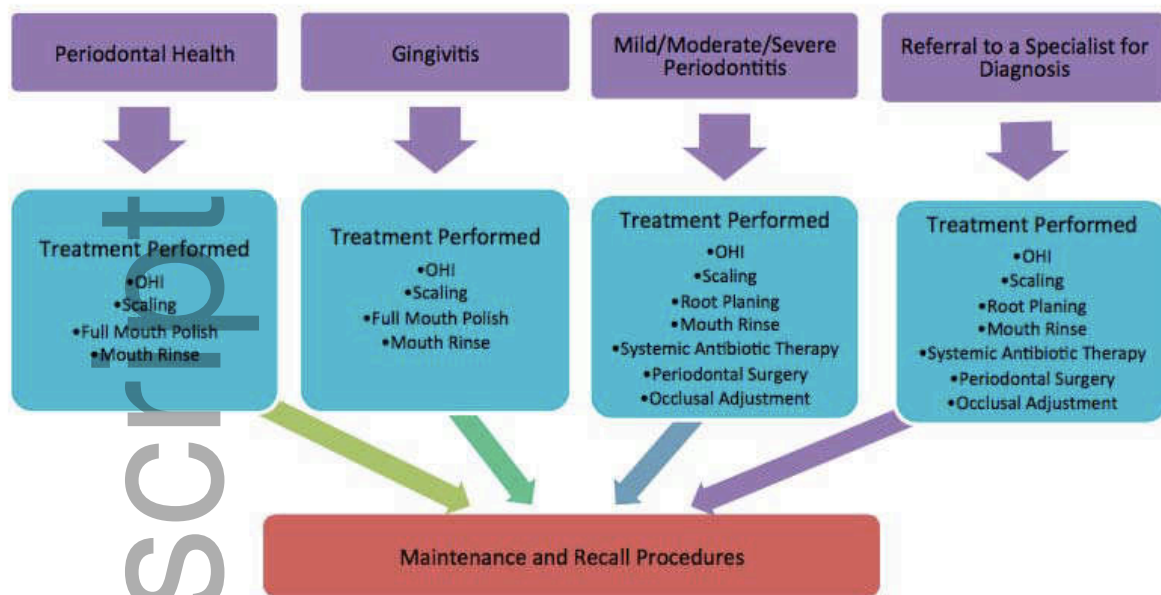 Periodontal Health
Gingivitis
Mild/Moderate/Severe
Periodontitis
Referral to a Specialist for
Diagnosis
Treatment Performed
•OHI
•Scaling
•Full Mouth Polish
•Mouth Rinse
Treatment Performed
•OHI
•Scaling
•Full Mouth Polish
•Mouth Rinse
Treatment Performed
•OHI
•Scaling
•Root Planing
•Mouth Rinse
•Systemic Antibiotic Therapy
•Periodontal Surgery
•Occlusal Adjustment
Treatment Performed
•OHI
•Scaling
•Root Planing
•Mouth Rinse
•Systemic Antibiotic Therapy
•Periodontal Surgery
•Occlusal Adjustment
Maintenance and Recall Procedures
script